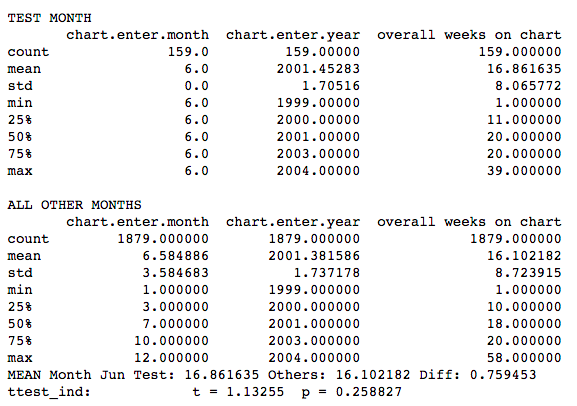 TEST MONTH
chart.enter.month chart.enter.year overall weeks on chart
count 159.0 159.00000 159.000000
mean 6.0 2001.45283 16.861635
std 0.0 1.70516 8.065772
min 6.0 1999.00000 1.000000
25% 6.0 2000.00000 11.000000
50% 6.0 2001.00000 20.000000
75% 6.0 2003.00000 20.000000
max 6.0 2004.00000 39.000000
ALL OTHER MONTHS
chart.enter.month chart.enter.year overall weeks on chart
count 1879.000000 1879.000000 1879.000000
mean 6.584886 2001.381586 16.102182
std 3.584683 1.737178 8.723915
min 1.000000 1999.000000 1.000000
25% 3.000000 2000.000000 10.000000
50% 7.000000 2001.000000 18.000000
75% 10.000000 2003.000000 20.000000
max 12.000000 2004.000000 58.000000
MEAN Month Jun Test: 16.861635 Others: 16.102182 Diff: 0.759453
ttest_ind: t = 1.13255 p = 0.258827